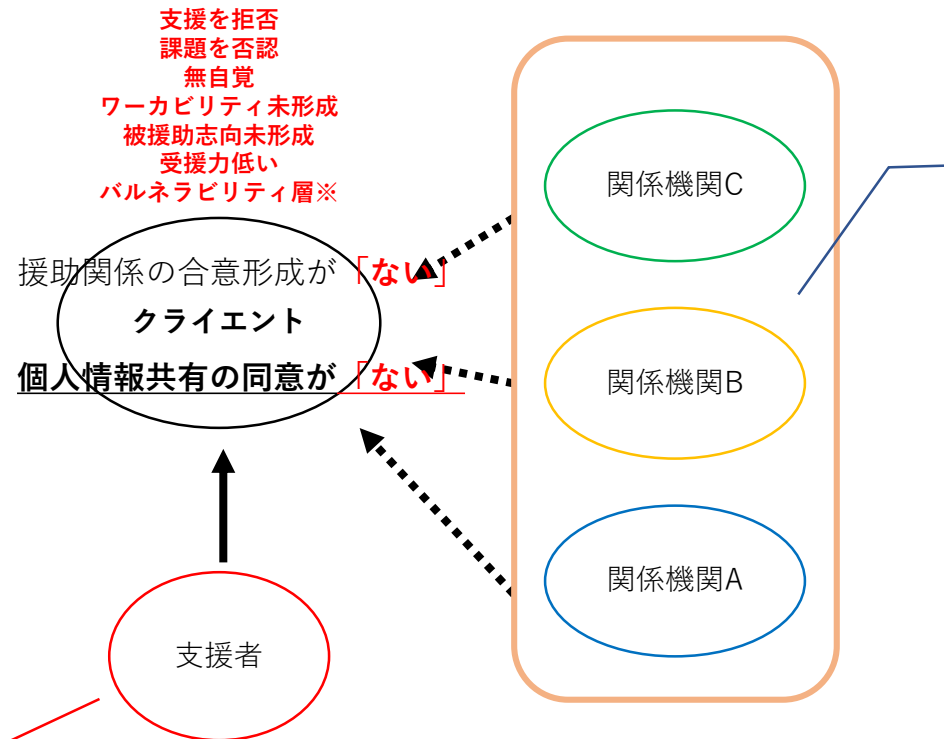 支援を拒否
課題を否認
無自覚
ワーカビリティ未形成
被援助志向未形成
受援力低い
バルネラビリティ層※
援助関係の合意形成が「ない」
クライエント
個人情報共有の同意が「ない」
支援者
関係機関C
関係機関B
関係機関A